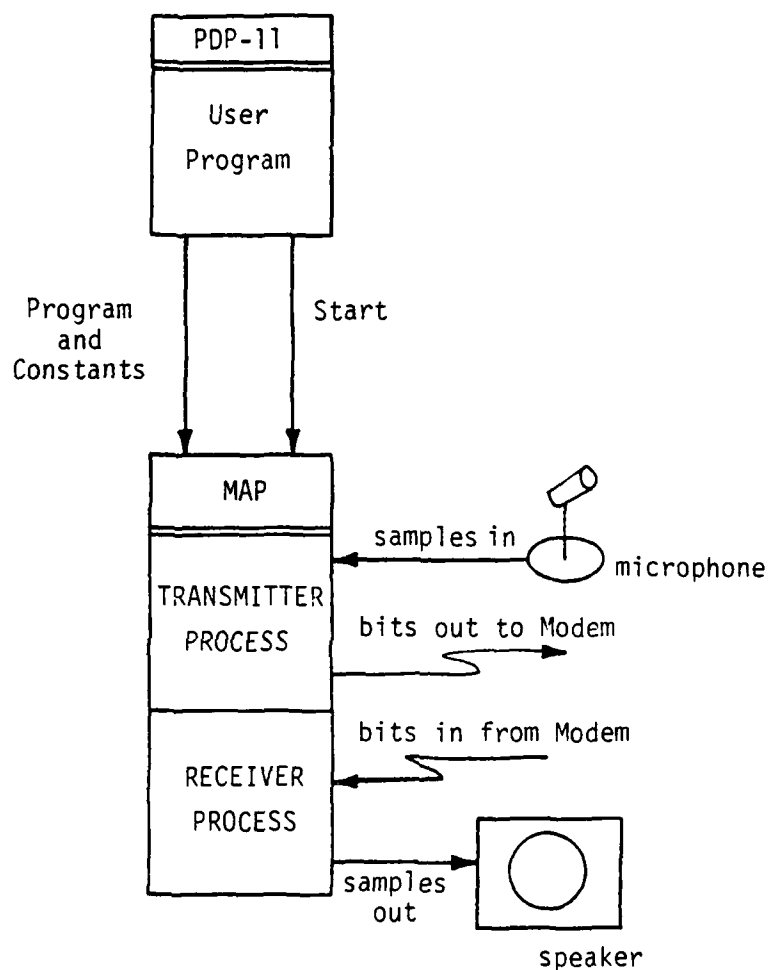 PDP-11
User
Program
Program
and
Constants
Start
MAP
samples in
microphone
TRANSMITTER
PROCESS
bits out to Modem
bits in from Modem
RECEIVER
PROCESS
samples
out
speaker